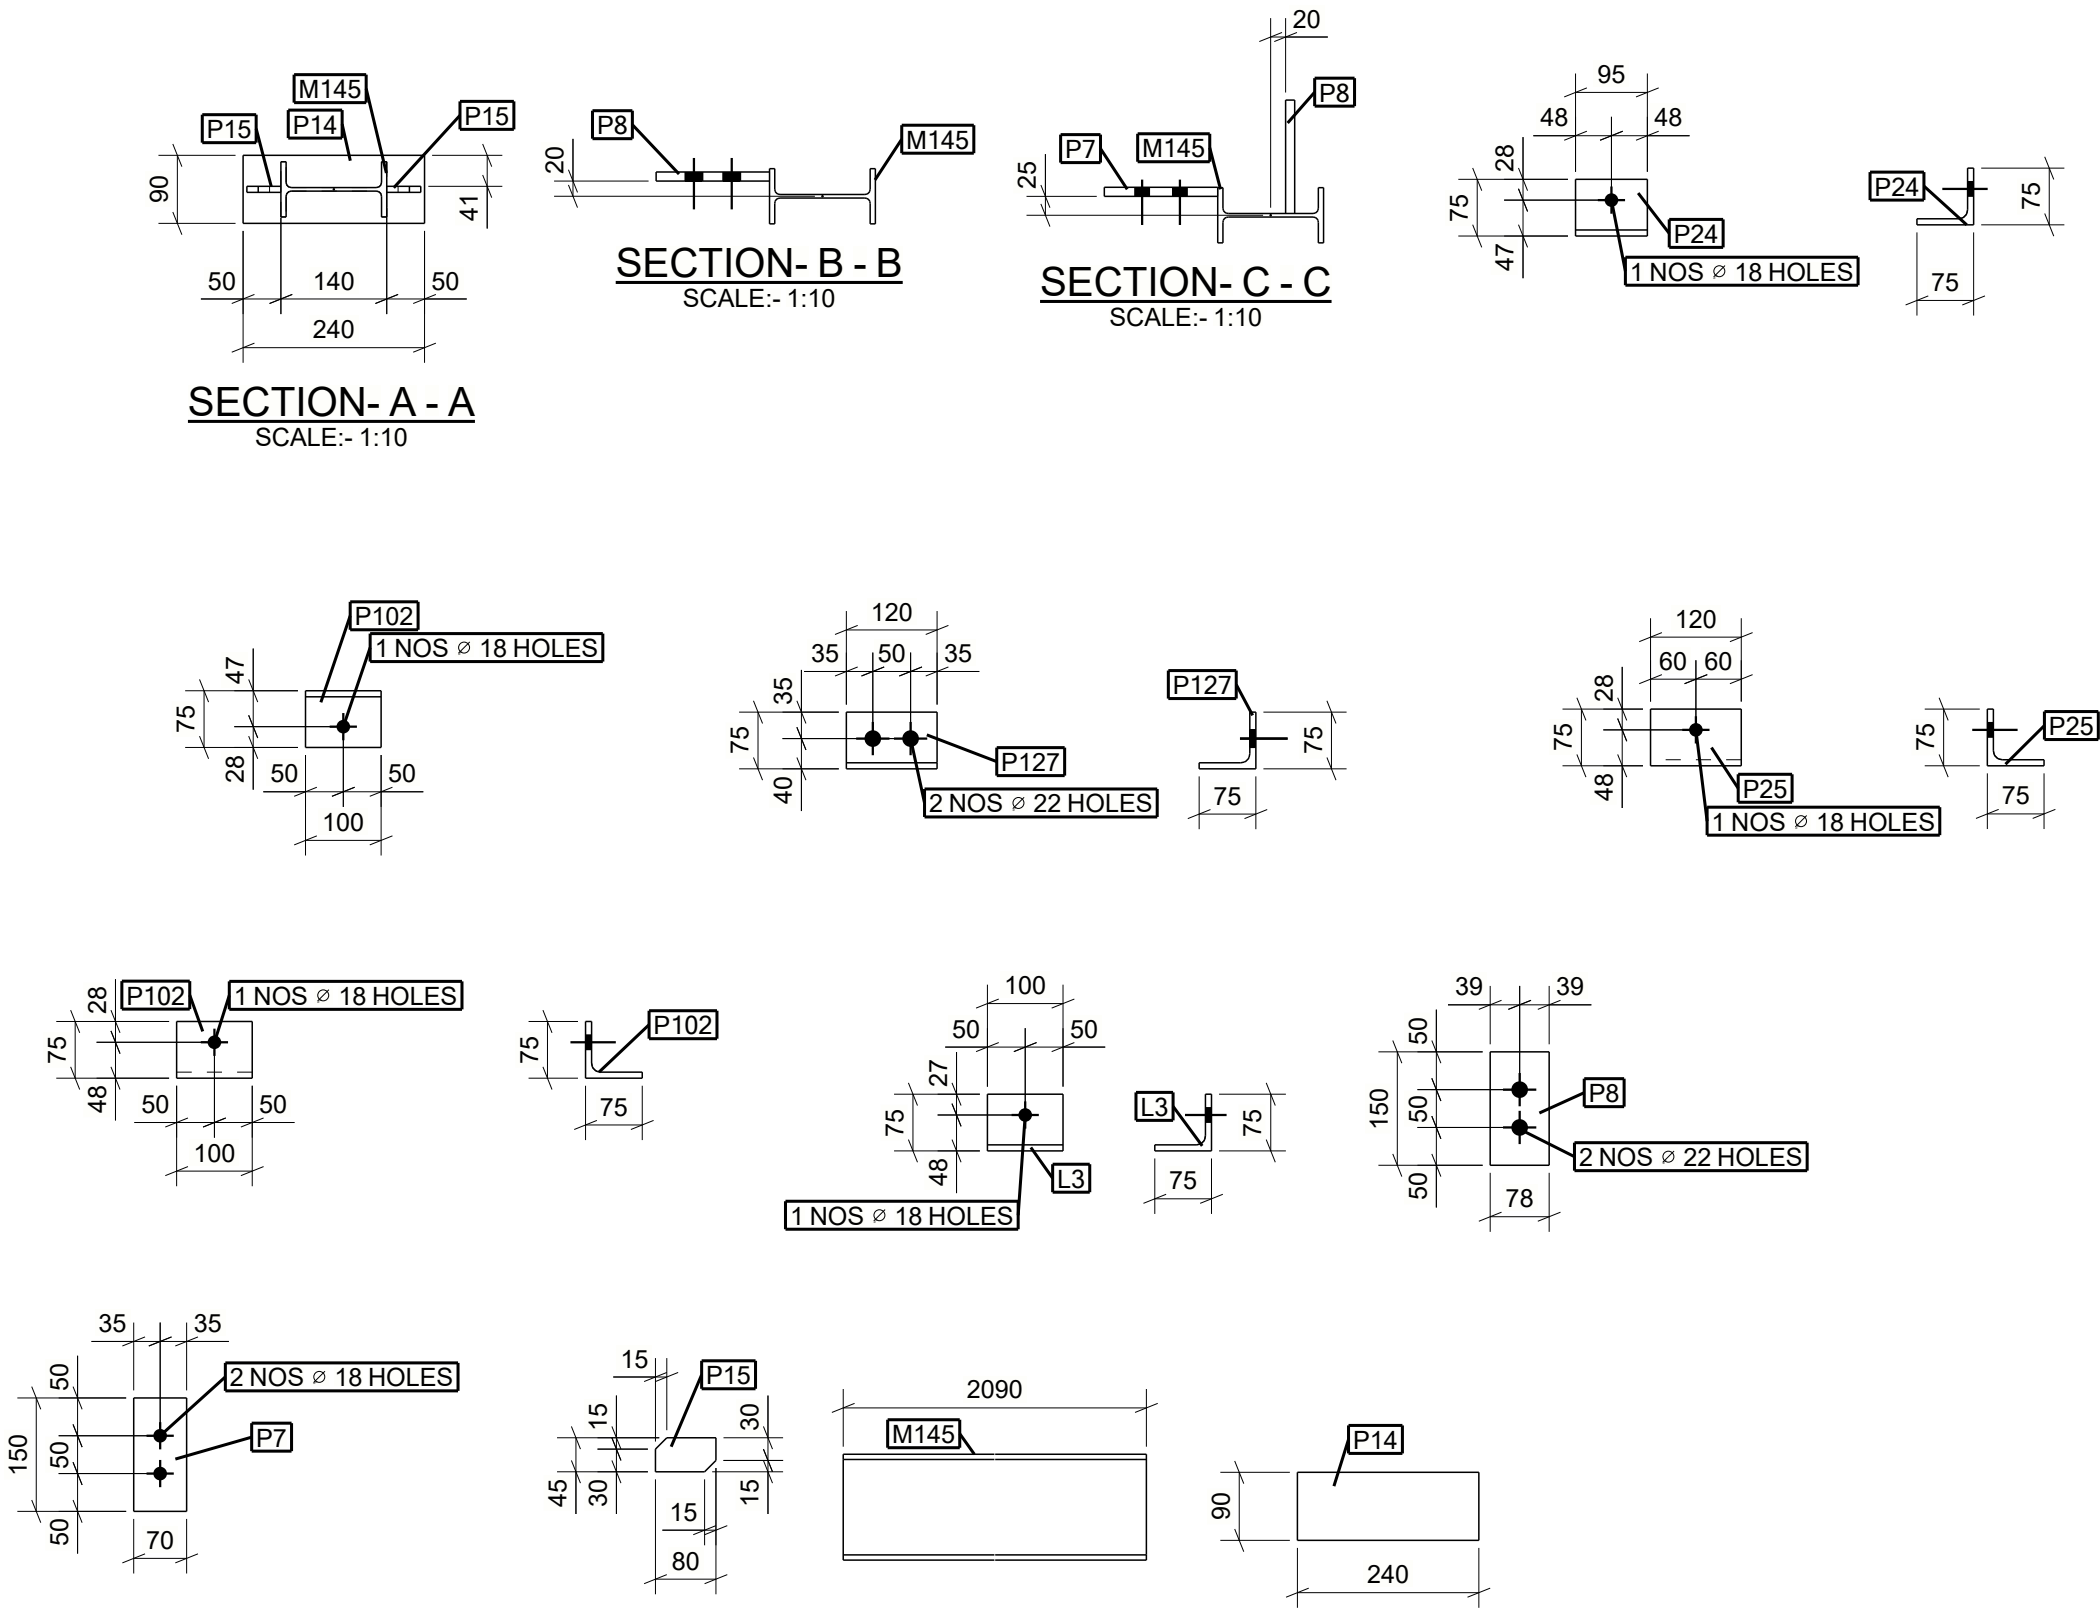 20
M145
P15
P14
P15
90
41
50
140
50
240
SECTION- A - A
SCALE:- 1:10
P8
M145
20
SECTION- B - B
SCALE:- 1:10
P8
P7
M145
25
SECTION- C - C
SCALE:- 1:10
95
48
48
28
75
47
P24
1 NOS ⌀ 18 HOLES
P24
75
75
P102
1 NOS ⌀ 18 HOLES
47
75
28
50
50
100
120
35
50
35
35
75
40
P127
2 NOS ⌀ 22 HOLES
P127
75
75
120
60
60
28
75
48
P25
1 NOS ⌀ 18 HOLES
75
P25
75
P102
1 NOS ⌀ 18 HOLES
28
75
48
50
50
100
75
P102
75
100
50
50
27
75
48
L3
1 NOS ⌀ 18 HOLES
L3
75
75
39
39
50
150
50
50
P8
2 NOS ⌀ 22 HOLES
78
35
35
50
150
50
50
2 NOS ⌀ 18 HOLES
P7
70
15
P15
15
30
45
30
15
15
80
2090
M145
P14
90
240